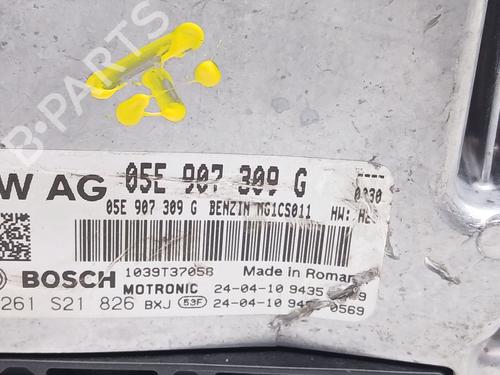 B-PARTS
W AG 05E 907 309 G
05E 907 309 G BENZIN MG1CS011 HW:
BOSCH 1039T37058 Made in Roman
MOTRONIC 24-04-10 9435
261 S21 826 BXJ 53F 24-04-10 0569